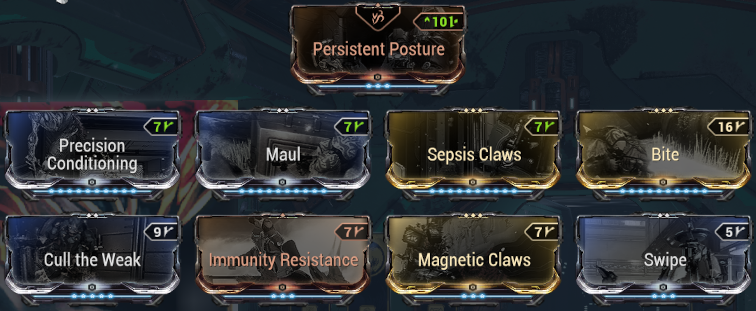 ^10
Persistent Posture
7
7
7
16
Precision
Conditioning
Maul
Sepsis Claws
Bite
9
7
7
5
Cull the Weak
Immunity Resistance
Magnetic Claws
Swipe